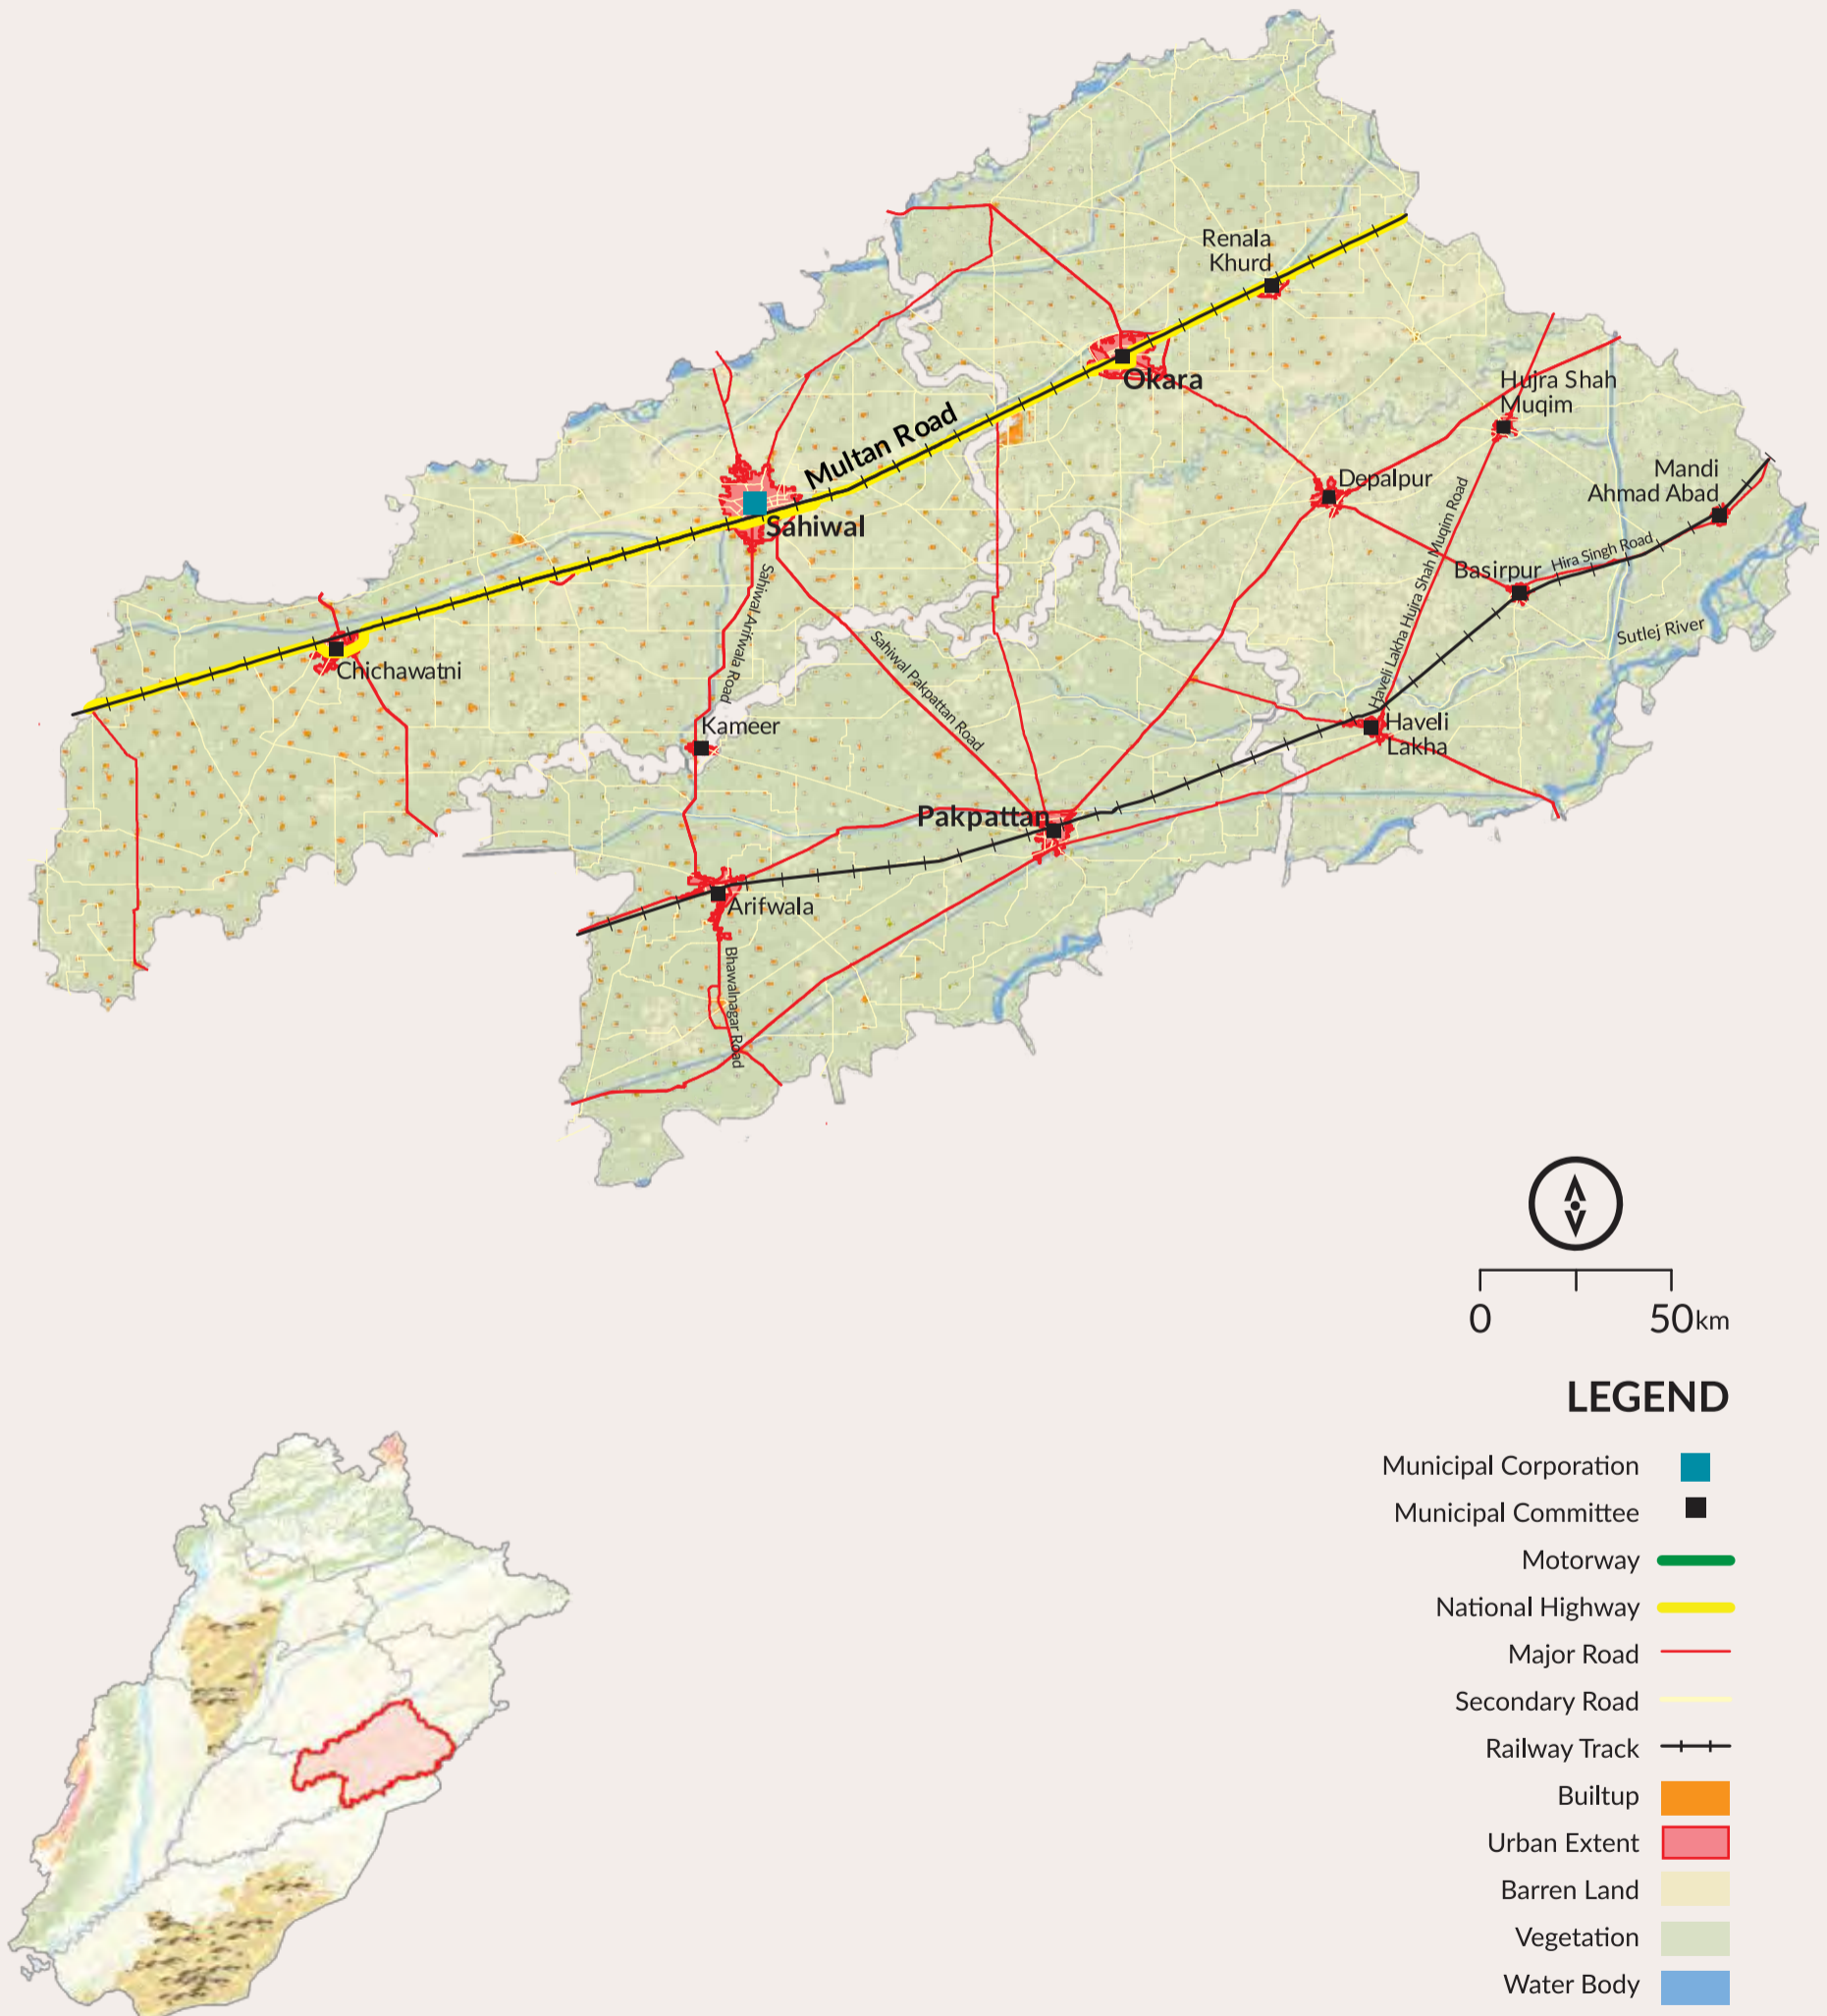 Renala
Khurd
Okara
Hujra Shah
Muqim
Multan Road
Depalpur
Mandi
Ahmad Abad
Sahiwal
Haveli Lakha Hujra Shah Muqim Road
Hira Singh Road
Basirpur
Sahiwal Arifwala Road
Sutlej River
Sahiwal Pakpattan Road
Chichawatni
Kameer
Haveli
Lakha
Pakpattan
Arifwala
Bhawalnagar Road
0
50km
LEGEND
Municipal Corporation
Municipal Committee
Motorway
National Highway
Major Road
Secondary Road
Railway Track
Builtup
Urban Extent
Barren Land
Vegetation
Water Body